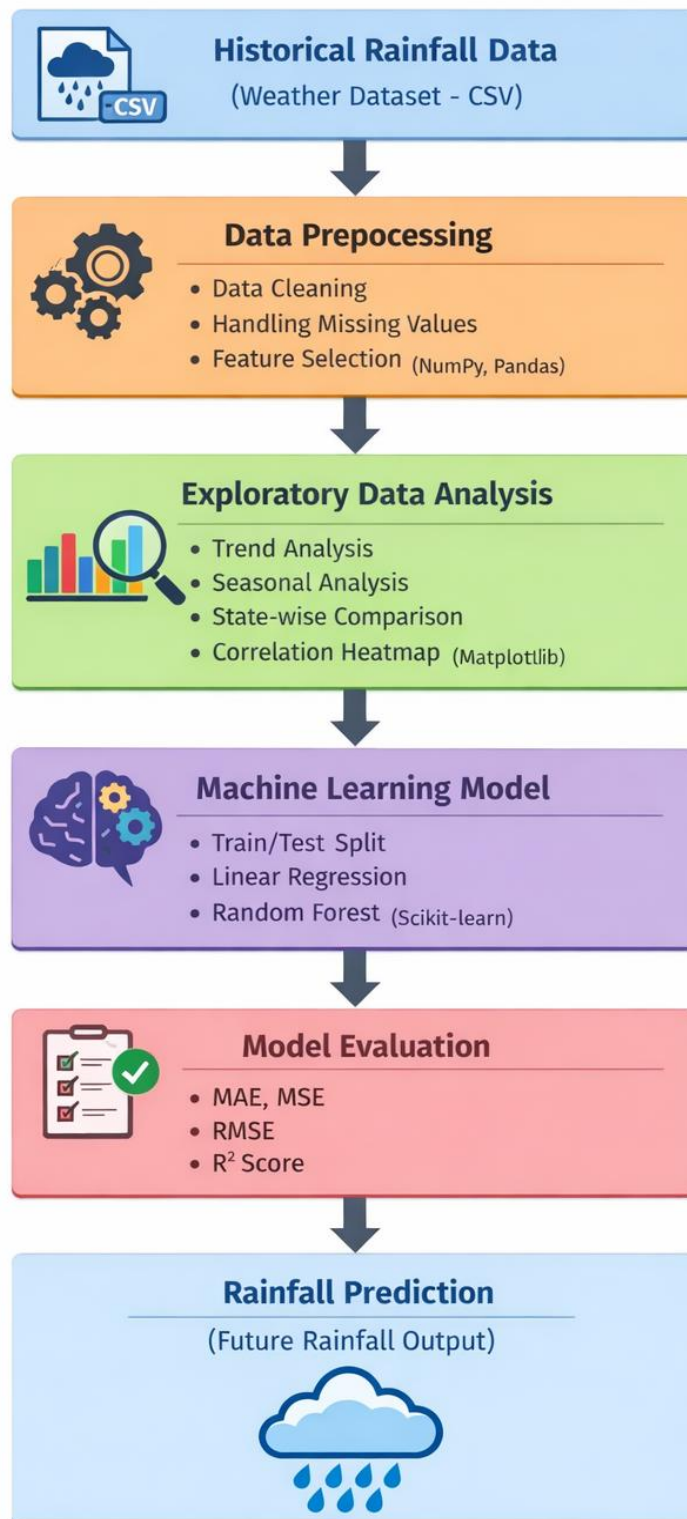 Historical Rainfall Data
(Weather Dataset - CSV)
-CSV
Data Prepocessing
• Data Cleaning
• Handling Missing Values
• Feature Selection (NumPy, Pandas)
Exploratory Data Analysis
• Trend Analysis
• Seasonal Analysis
• State-wise Comparison
• Correlation Heatmap (Matplotllib)
Machine Learning Model
• Train/Test Split
• Linear Regression
• Random Forest (Scikit-learn)
Model Evaluation
• MAE, MSE
• RMSE
• R² Score
Rainfall Prediction
(Future Rainfall Output)